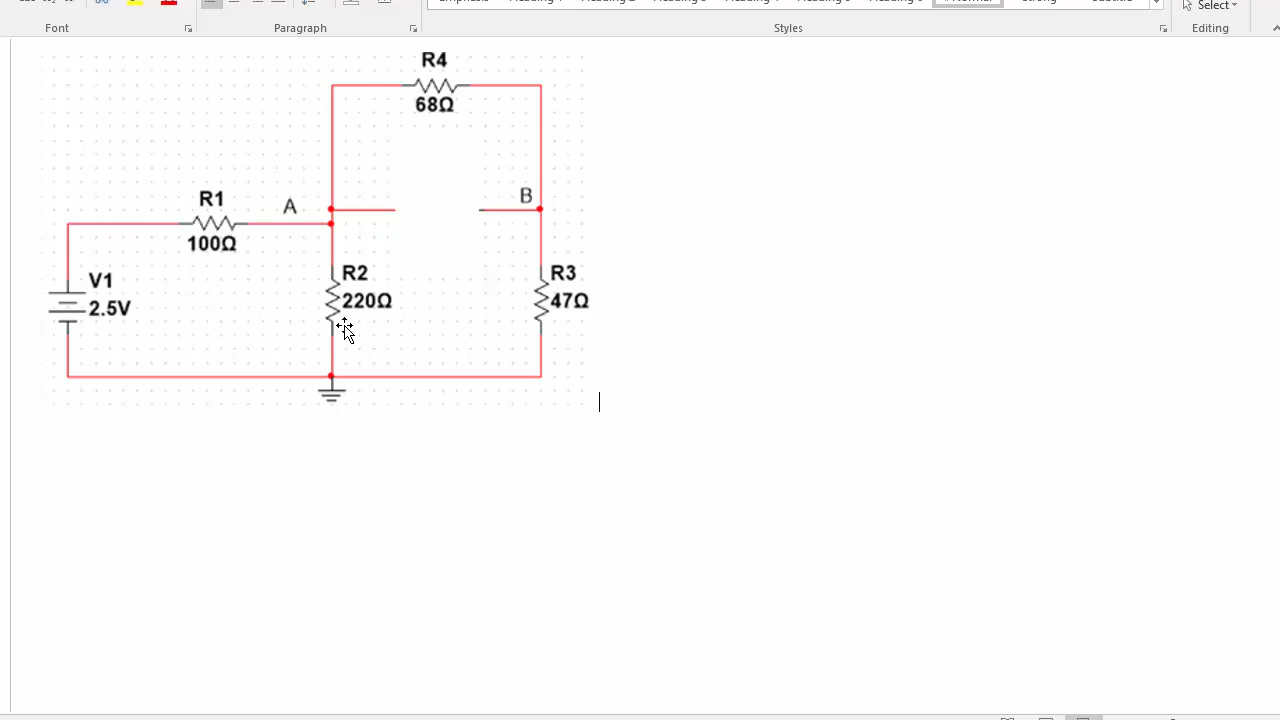 Select
Font
Paragraph
Styles
Editing
R4
68Ω
R1
A
B
100Ω
V1
2.5V
R2
220Ω
R3
47Ω